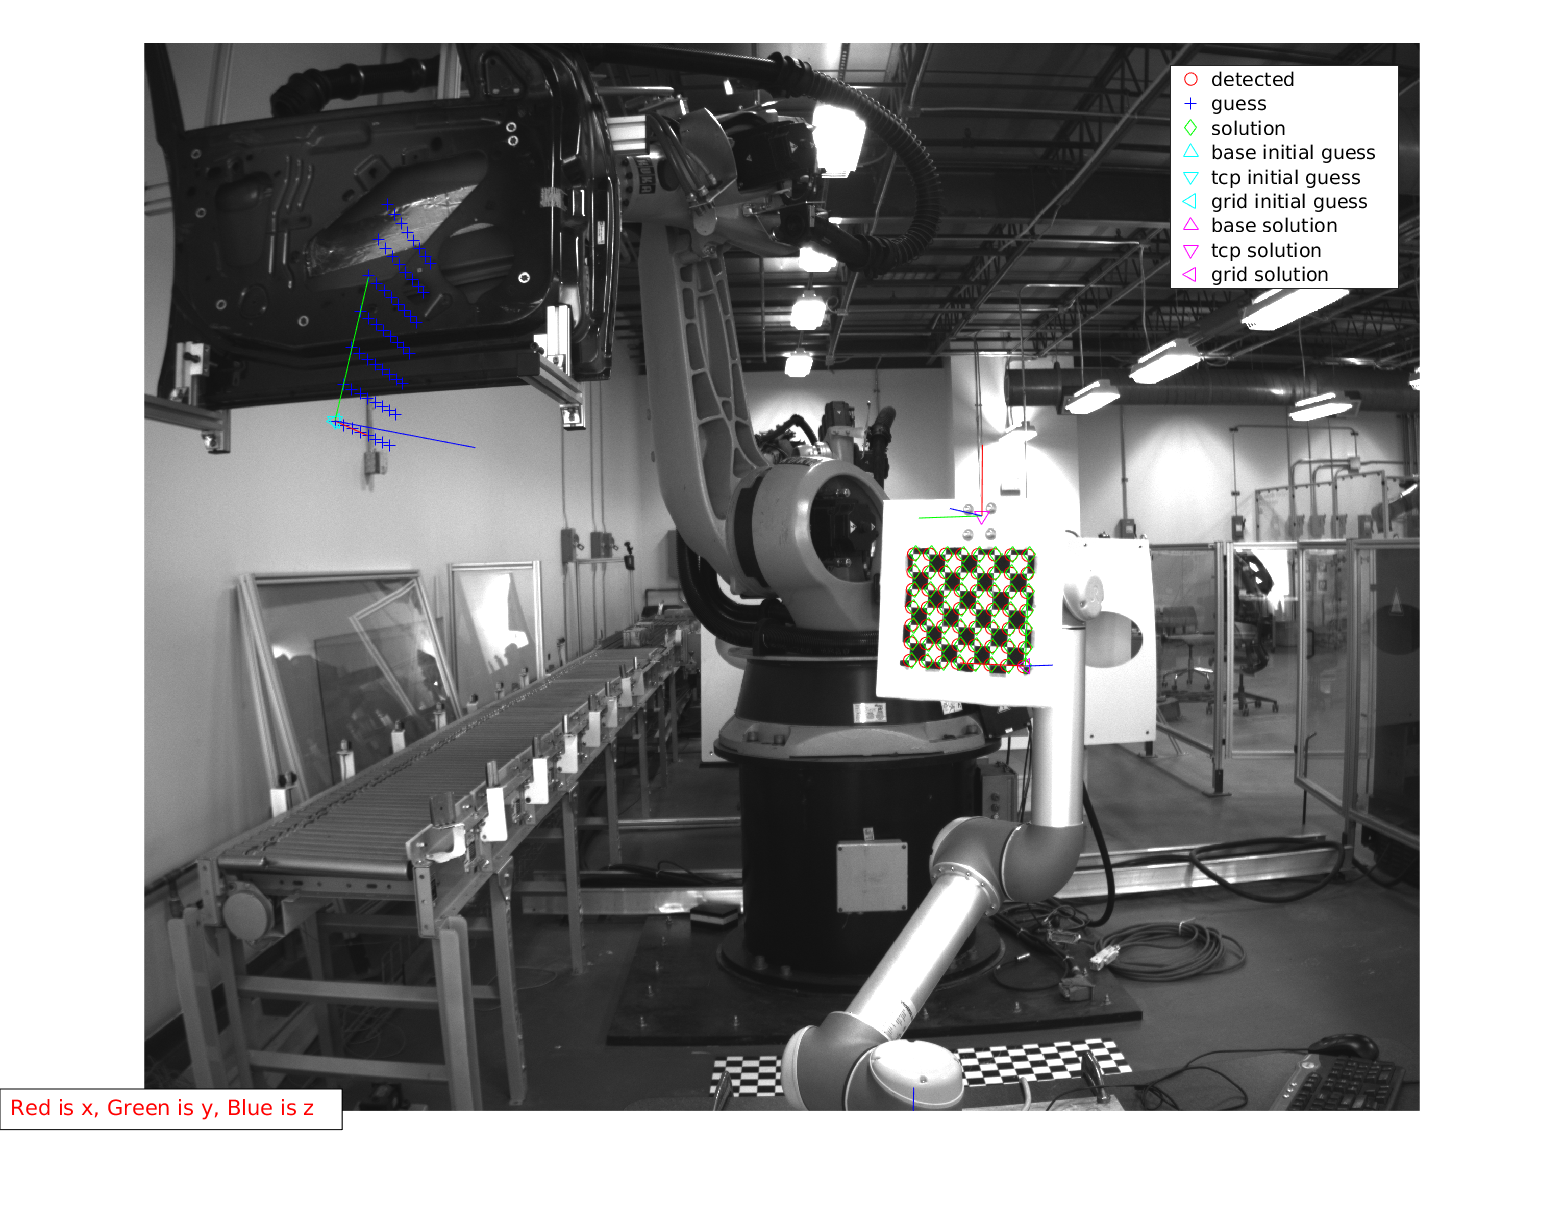 detected
guess
solution
base initial guess
tcp initial guess
grid initial guess
base solution
tcp solution
grid solution
Red is x, Green is y, Blue is z